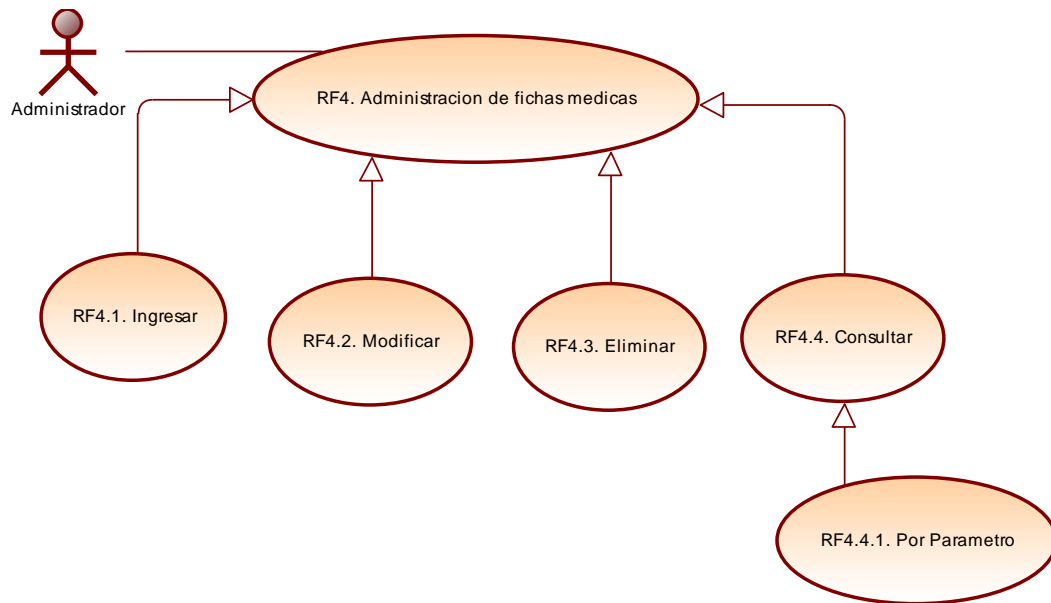 Administrador
RF4. Administracion de fichas medicas
RF4.1. Ingresar
RF4.2. Modificar
RF4.3. Eliminar
RF4.4. Consultar
RF4.4.1. Por Parametro